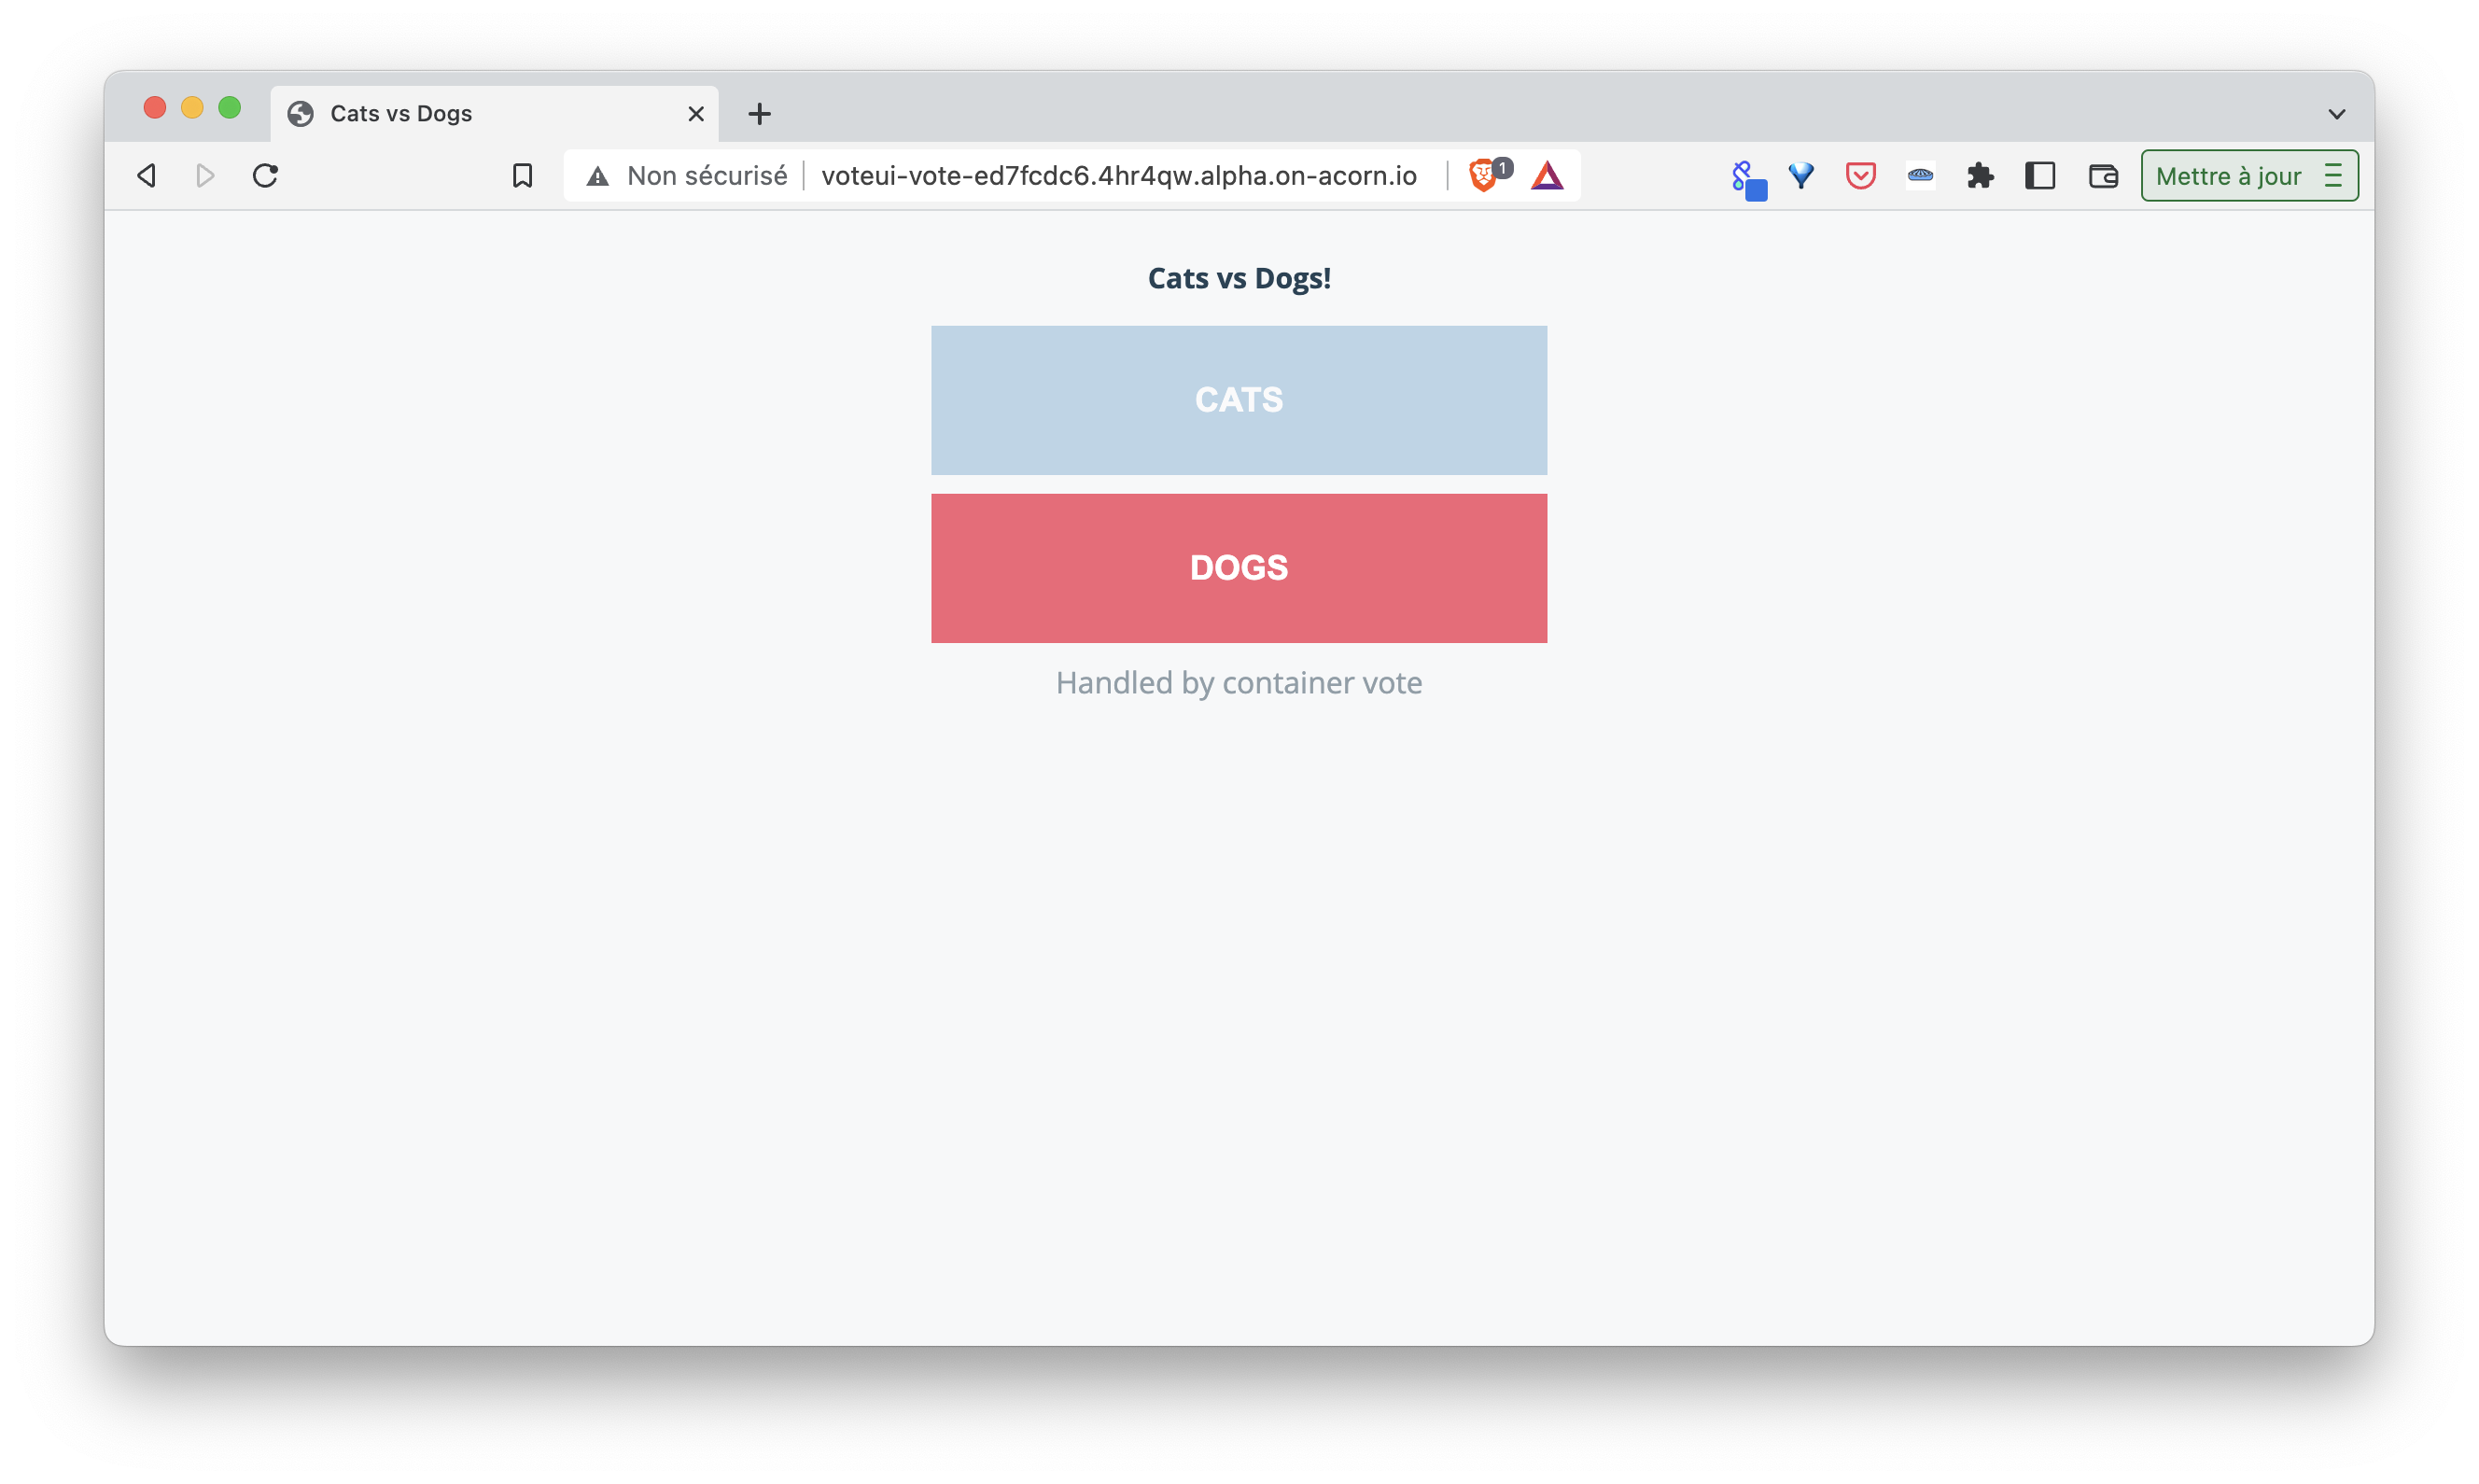 Cats vs Dogs
Non sécurisé voteui-vote-ed7fcdc6.4hr4qw.alpha.on-acorn.io 1 Mettre à jour
Cats vs Dogs!
CATS
DOGS
Handled by container vote